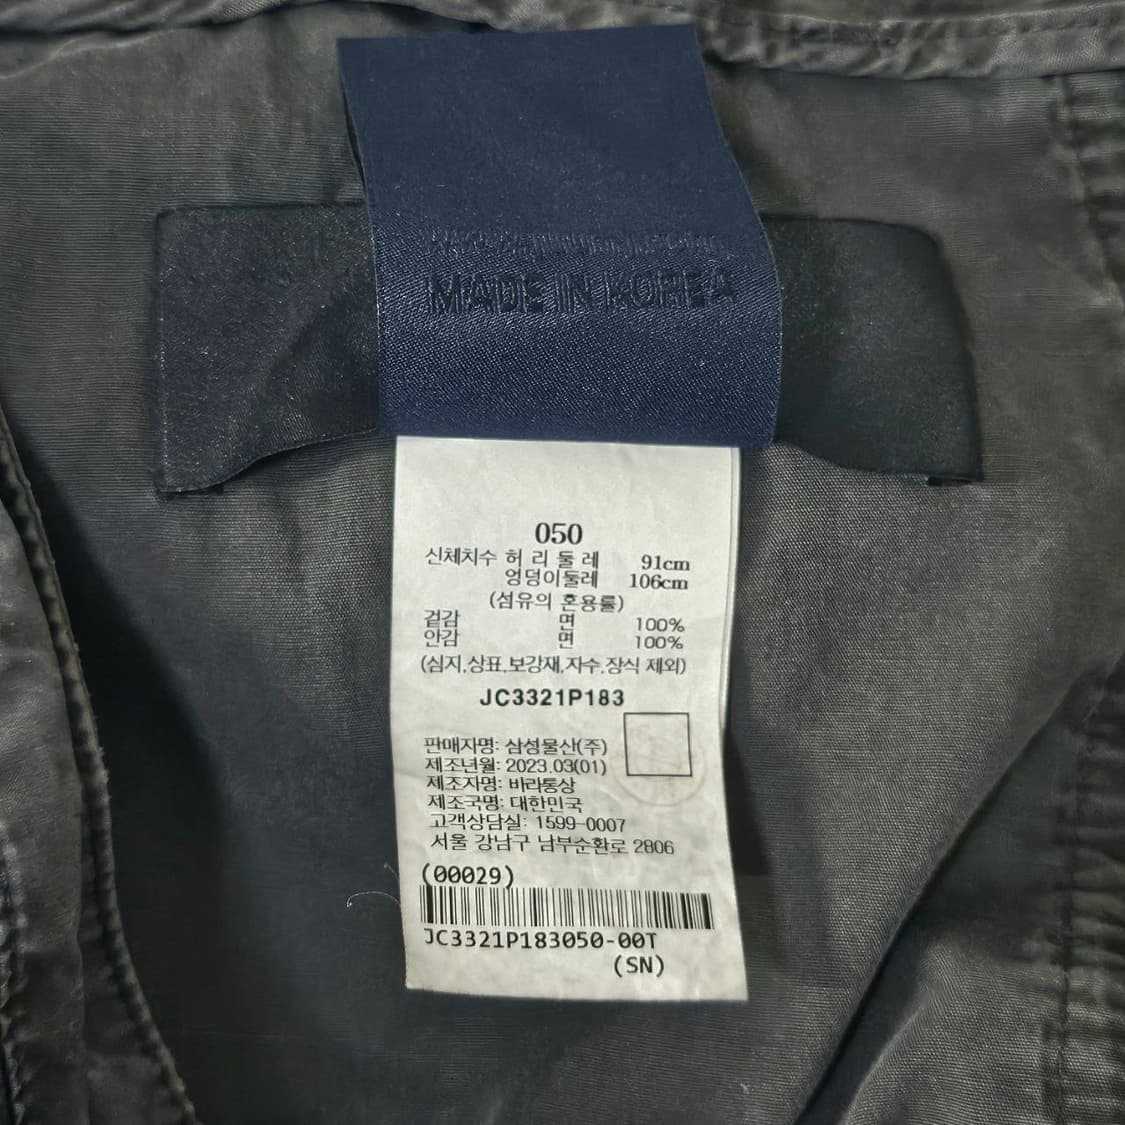 MADE IN KOREA
050
신체치수 허 리 둘 레 91cm
엉덩이둘레 106cm
(섬유의 혼용률)
겉감 면 100%
안감 면 100%
(심지.상표.보강재.자수.장식 제외)
JC3321P183
판매자명: 삼성물산(주)
제조년월: 2023.03(01)
제조자명: 바라통상
제조국명: 대한민국
고객상담실: 1599-0007
서울 강남구 남부순환로 2806
(00029)
JC3321P183050-00T
(SN)